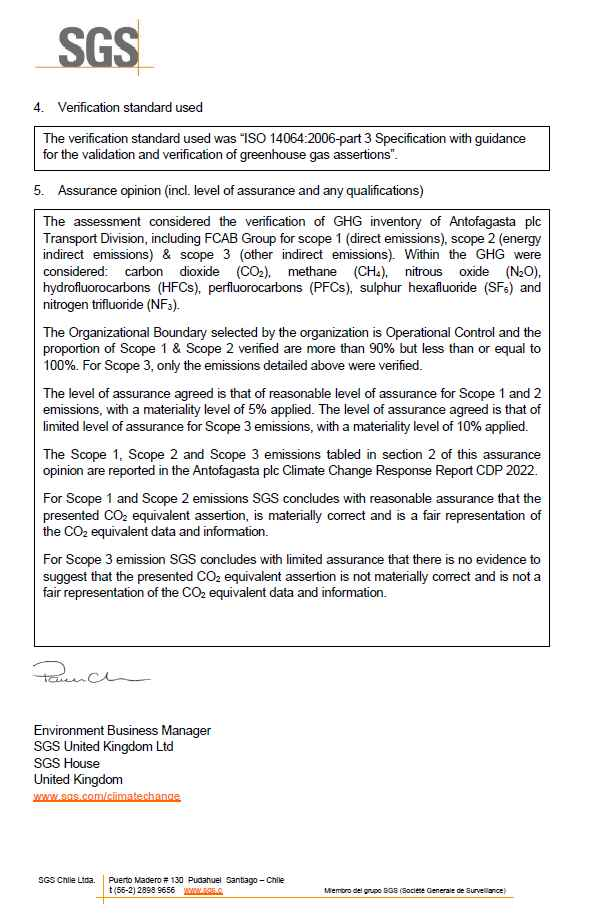 SGS
4. Verification standard used
The verification standard used was “ISO 14064:2006-part 3 Specification with guidance
for the validation and verification of greenhouse gas assertions”.
5. Assurance opinion (incl. level of assurance and any qualifications)
The assessment considered the verification of GHG inventory of Antofagasta plc
Transport Division, including FCAB Group for scope 1 (direct emissions), scope 2 (energy
indirect emissions) & scope 3 (other indirect emissions). Within the GHG were
considered: carbon dioxide (CO₂), methane (CH₄), nitrous oxide (N₂O),
hydrofluorocarbons (HFCs), perfluorocarbons (PFCs), sulphur hexafluoride (SF₆) and
nitrogen trifluoride (NF₃).
The Organizational Boundary selected by the organization is Operational Control and the
proportion of Scope 1 & Scope 2 verified are more than 90% but less than or equal to
100%. For Scope 3, only the emissions detailed above were verified.
The level of assurance agreed is that of reasonable level of assurance for Scope 1 and 2
emissions, with a materiality level of 5% applied. The level of assurance agreed is that of
limited level of assurance for Scope 3 emissions, with a materiality level of 10% applied.
The Scope 1, Scope 2 and Scope 3 emissions tabled in section 2 of this assurance
opinion are reported in the Antofagasta plc Climate Change Response Report CDP 2022.
For Scope 1 and Scope 2 emissions SGS concludes with reasonable assurance that the
presented CO₂ equivalent assertion, is materially correct and is a fair representation of
the CO₂ equivalent data and information.
For Scope 3 emission SGS concludes with limited assurance that there is no evidence to
suggest that the presented CO₂ equivalent assertion is not materially correct and is not a
fair representation of the CO₂ equivalent data and information.
Environment Business Manager
SGS United Kingdom Ltd
SGS House
United Kingdom
www.sgs.com/climatechange
SGS Chile Ltda. Puerto Madero # 130 Pudahuel Santiago – Chile
t (56-2) 2898 9656 www.sgs.c Miembro del grupo SGS (Société Generale de Surveillance)